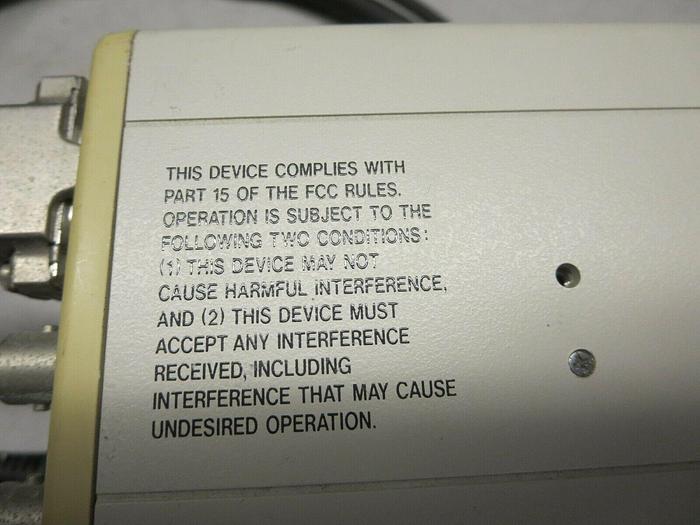 THIS DEVICE COMPLIES WITH
PART 15 OF THE FCC RULES.
OPERATION IS SUBJECT TO THE
FOLLOWING TWO CONDITIONS:
(1) THIS DEVICE MAY NOT
CAUSE HARMFUL INTERFERENCE,
AND (2) THIS DEVICE MUST
ACCEPT ANY INTERFERENCE
RECEIVED, INCLUDING
INTERFERENCE THAT MAY CAUSE
UNDESIRED OPERATION.